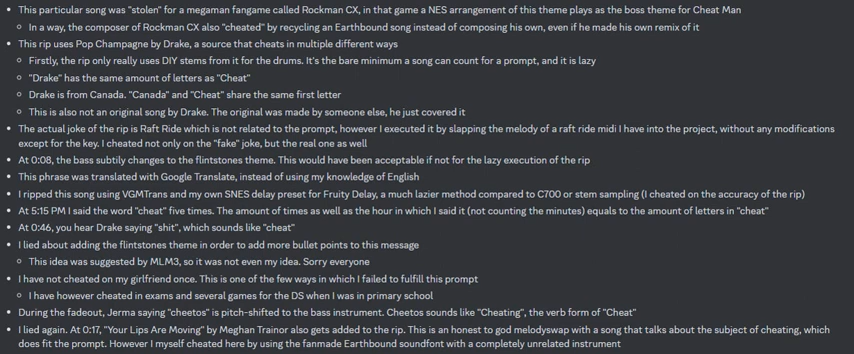 • This particular song was "stolen" for a megaman fangame called Rockman CX, in that game a NES arrangement of this theme plays as the boss theme for Cheat Man
◦ In a way, the composer of Rockman CX also "cheated" by recycling an Earthbound song instead of composing his own, even if he made his own remix of
it
• This rip uses Pop Champagne by Drake, a source that cheats in multiple different ways
◦ Firstly, the rip only really uses DIY stems from it for the drums. It's the bare minimum a song can count for a prompt, and it is lazy
◦ "Drake" has the same amount of letters as "Cheat"
◦ Drake is from Canada. "Canada" and "Cheat" share the same first letter
◦ This is also not an original song by Drake. The original was made by someone else, he just covered it
• The actual joke of the rip is Raft Ride which is not related to the prompt, however I executed it by slapping the melody of a raft ride midi I have into the project, without any modifications
except for the key. I cheated not only on the "fake" joke, but the real one as well
• At 0:08, the bass subtily changes to the flintstones theme. This would have been acceptable if not for the lazy execution of the rip
• This phrase was translated with Google Translate, instead of using my knowledge of English
• I ripped this song using VGMTrans and my own SNES delay preset for Fruity Delay, a much lazier method compared to C700 or stem sampling (I cheated on the accuracy of the rip)
• At 5:15 PM I said the word "cheat" five times. The amount of times as well as the hour in which I said it (not counting the minutes) equals to the amount of letters in "cheat"
• At 0:46, you hear Drake saying "shit", which sounds like "cheat"
• I lied about adding the flintstones theme in order to add more bullet points to this message
◦ This idea was suggested by MLM3, so it was not even my idea. Sorry everyone
• I have not cheated on my girlfriend once. This is one of the few ways in which I failed to fulfill this prompt
◦ I have however cheated in exams and several games for the DS when I was in primary school
• During the fadeout, Jerma saying "cheetos" is pitch-shifted to the bass instrument. Cheetos sounds like "Cheating", the verb form of "Cheat"
• I lied again. At 0:17, "Your Lips Are Moving" by Meghan Trainor also gets added to the rip. This is an honest to god melodyswap with a song that talks about the subject of cheating, which
does fit the prompt. However I myself cheated here by using the fanmade Earthbound soundfont with a completely unrelated instrument